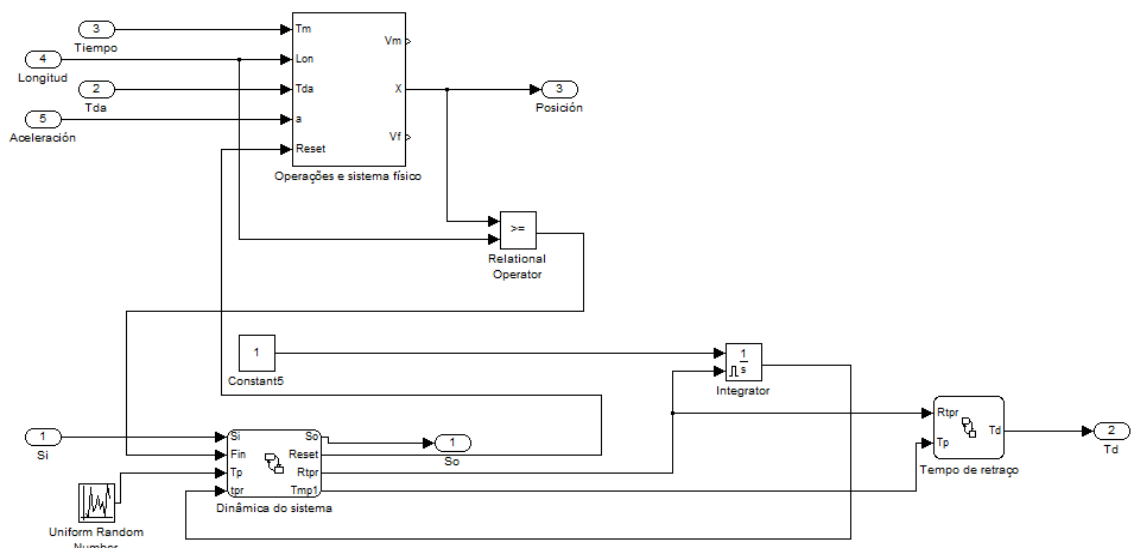 3
Tiempo
4
Longitud
2
Tda
5
Aceleración
Tm
Lon
Tda
a
Reset
Vm
X
Vf
Operações e sistema físico
3
Posición
>=
Relational
Operator
1
Constant5
1
s
Integrator
1
Si
Si
Fin
Tp
tpr
So
Reset
Rtpr
Tmp1
Dinâmica do sistema
1
So
Uniform Random
Number
Rtpr
Tp
Td
Tempo de retraço
2
Td